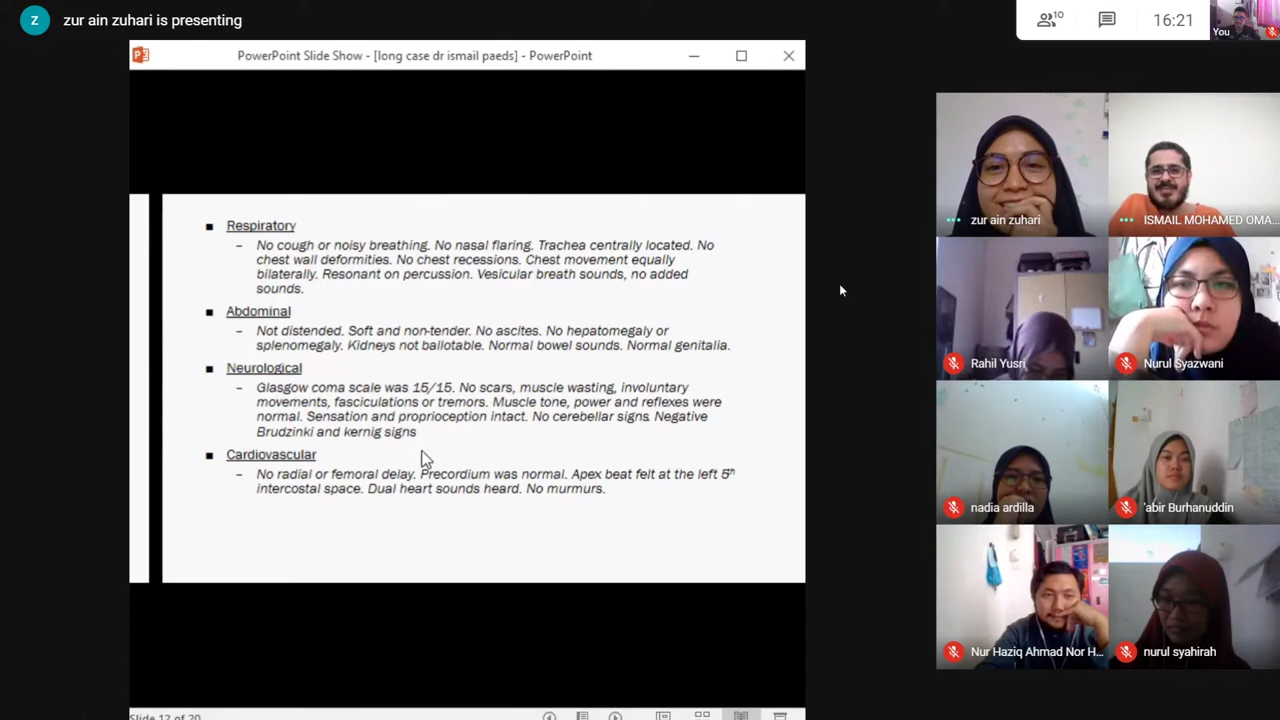 Z
zur ain zuhari is presenting
10
16:21
You
PowerPoint Slide Show - [long case dr ismail paeds] - PowerPoint
Respiratory
– No cough or noisy breathing. No nasal flaring. Trachea centrally located. No
chest wall deformities. No chest recessions. Chest movement equally
bilaterally. Resonant on percussion. Vesicular breath sounds, no added
sounds.
Abdominal
– Not distended. Soft and non-tender. No ascites. No hepatomegaly or
splenomegaly. Kidneys not ballotable. Normal bowel sounds. Normal genitalia.
Neurological
– Glasgow coma scale was 15/15. No scars, muscle wasting, involuntary
movements, fasciculations or tremors. Muscle tone, power and reflexes were
normal. Sensation and proprioception intact. No cerebellar signs. Negative
Brudzinki and kernig signs
Cardiovascular
– No radial or femoral delay. Precordium was normal. Apex beat felt at the left 5th
intercostal space. Dual heart sounds heard. No murmurs.
Slide 12 of 20
zur ain zuhari
ISMAIL MOHAMED OMA...
Rahil Yusri
Nurul Syazwani
nadia ardilla
'abir Burhanuddin
Nur Haziq Ahmad Nor H...
nurul syahirah